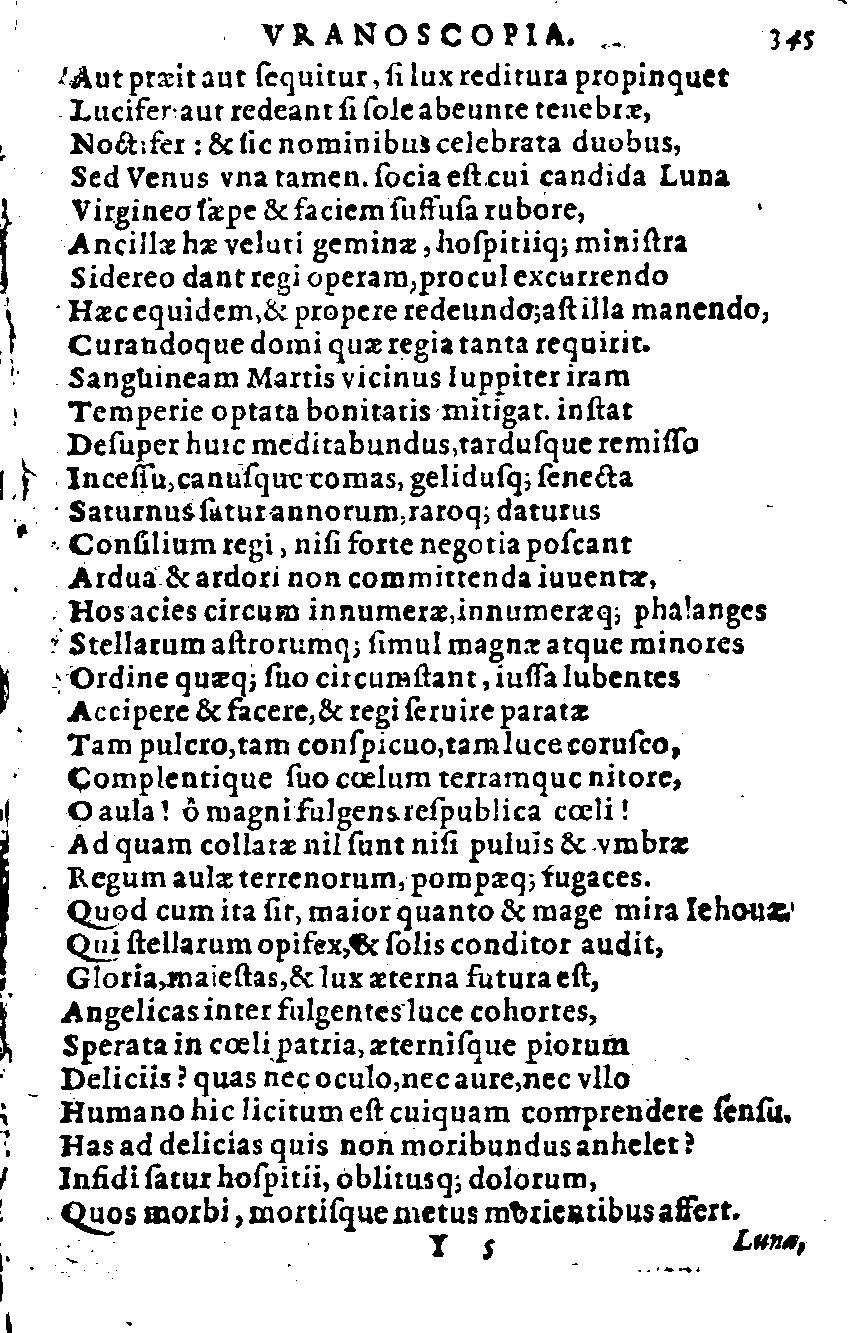 VRANOSCOPIA. 345
Aut præit aut ſequitur, ſi lux reditura propinquet
Lucifer aut redeant ſi ſole abeunte tenebræ,
Noctifer : & ſic nominibus celebrata duobus,
Sed Venus vna tamen. ſocia eſt cui candida Luna
Virgineo ſæpe & faciem ſuffuſa rubore,
Ancillæ hæ veluti geminæ, hoſpitiiq; miniſtra
Sidereo dant regi operam, procul excurrendo
Hæc equidem, & propere redeundo; aſt illa manendo,
Curandoque domi quæ regia tanta requirit.
Sanguineam Martis vicinus Iuppiter iram
Temperie optata bonitatis mitigat. inſtat
Deſuper huic meditabundus, tarduſque remiſſo
Inceſſu, canuſque comas, geliduſq; ſenecta
Saturnus ſatur annorum, raroq; daturus
Conſilium regi, niſi forte negotia poſcant
Ardua & ardori non committenda iuuentæ,
Hos acies circum innumeræ, innumeræq; phalanges
Stellarum aſtrorumq; ſimul magnæ atque minores
Ordine quæq; ſuo circumſtant, iuſſa lubentes
Accipere & facere, & regi ſeruire paratæ
Tam pulcro, tam conſpicuo, tam luce coruſco,
Complentique ſuo cœlum terramque nitore,
O aula! ô magni fulgens reſpublica cœli!
Ad quam collatæ nil ſunt niſi puluis & vmbræ
Regum aulæ terrenorum, pompæq; fugaces.
Quod cum ita ſit, maior quanto & mage mira Iehouæ
Qui ſtellarum opifex, & ſolis conditor audit,
Gloria, maieſtas, & lux æterna futura eſt,
Angelicas inter fulgentes luce cohortes,
Sperata in cœli patria, æterniſque piorum
Deliciis? quas nec oculo, nec aure, nec vllo
Humano hic licitum eſt cuiquam comprendere ſenſu.
Has ad delicias quis non moribundus anhelet?
Infidi ſatur hoſpitii, oblitusq; dolorum,
Quos morbi, mortiſque metus morientibus affert.
Y 5 Luna,